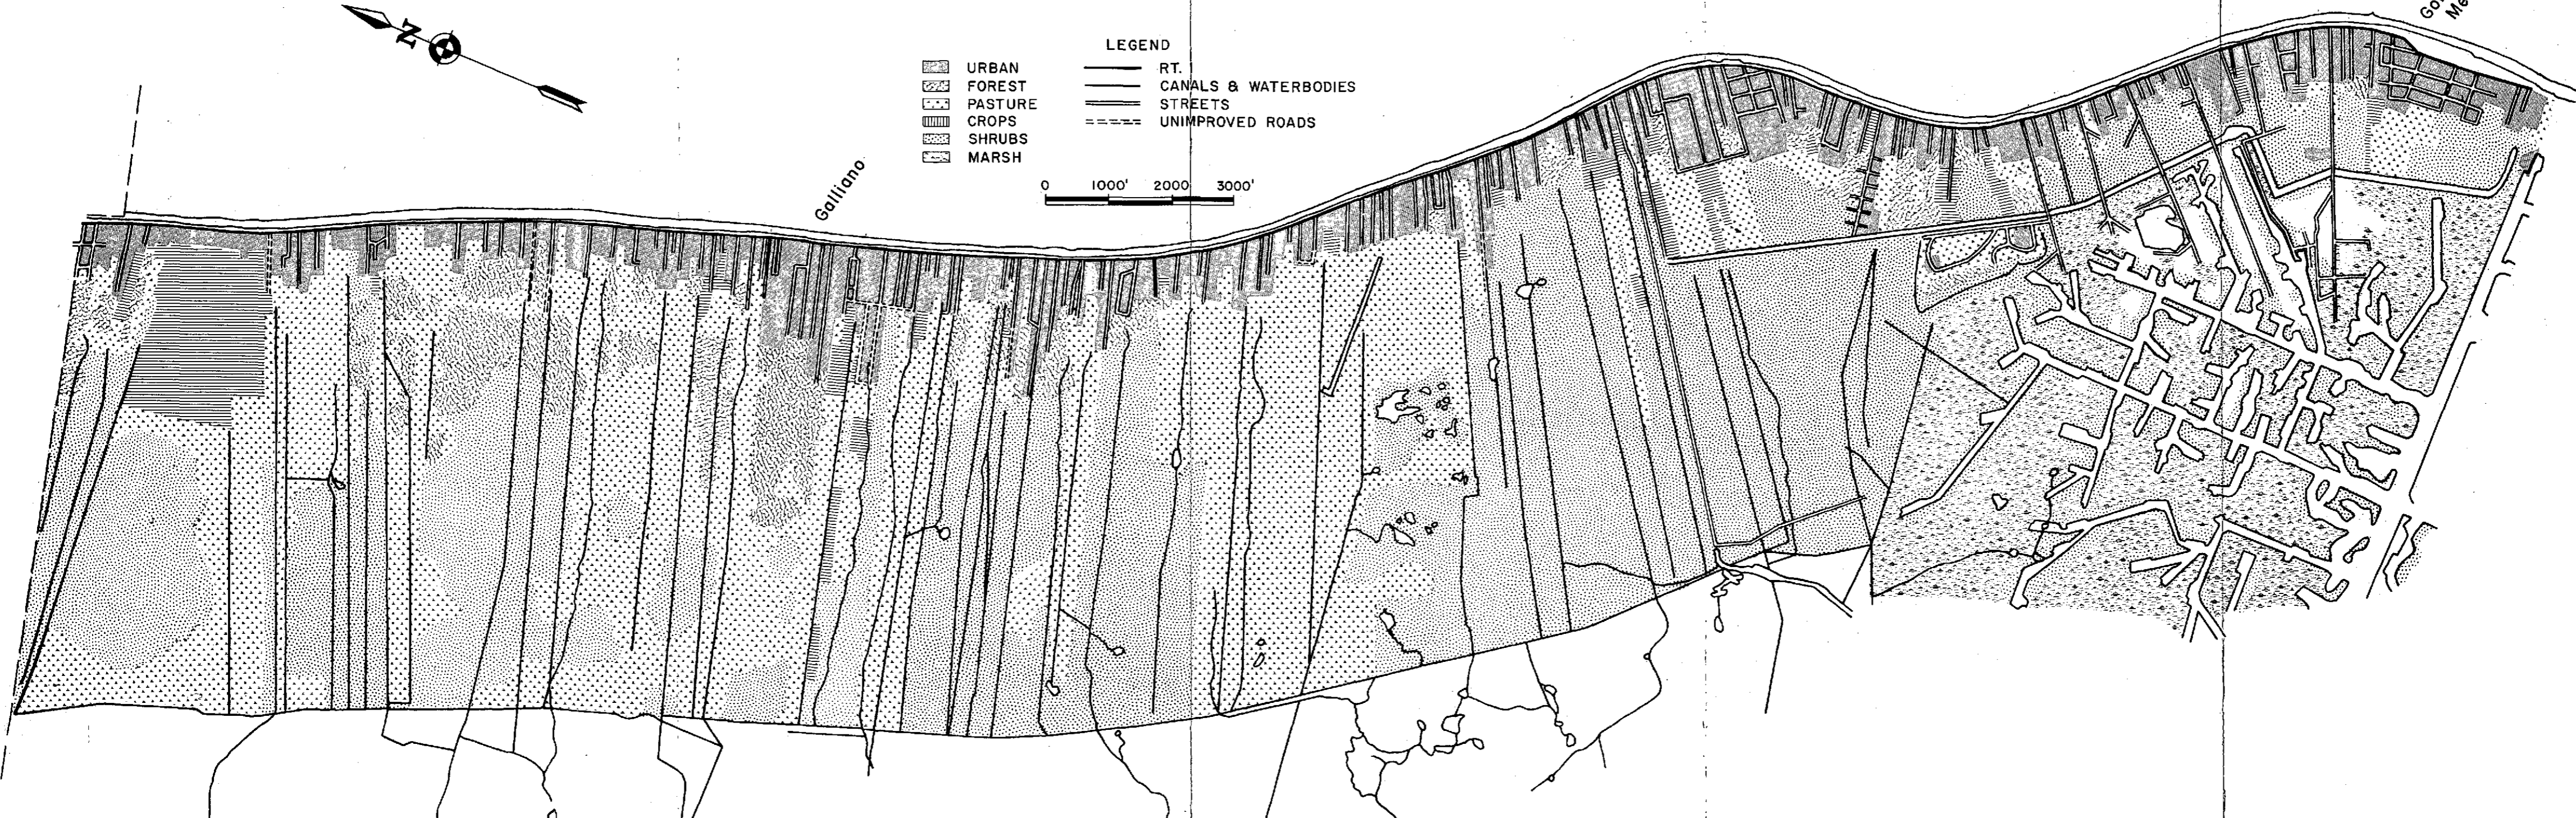 N
LEGEND
URBAN
FOREST
PASTURE
CROPS
SHRUBS
MARSH
RT. 1
CANALS & WATERBODIES
STREETS
UNIMPROVED ROADS
0 1000' 2000 3000'
Galliano